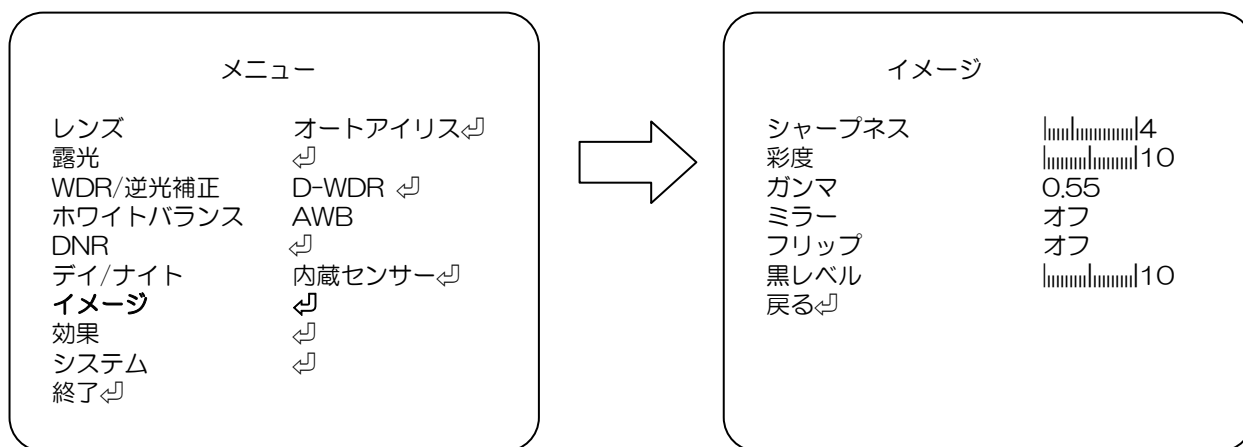 メニュー
レンズ オートアイリス⏎
露光 ⏎
WDR/逆光補正 D-WDR ⏎
ホワイトバランス AWB
DNR ⏎
デイ/ナイト 内蔵センサー⏎
イメージ ⏎
効果 ⏎
システム ⏎
終了⏎
イメージ
シャープネス 4
彩度 10
ガンマ 0.55
ミラー オフ
フリップ オフ
黒レベル 10
戻る⏎